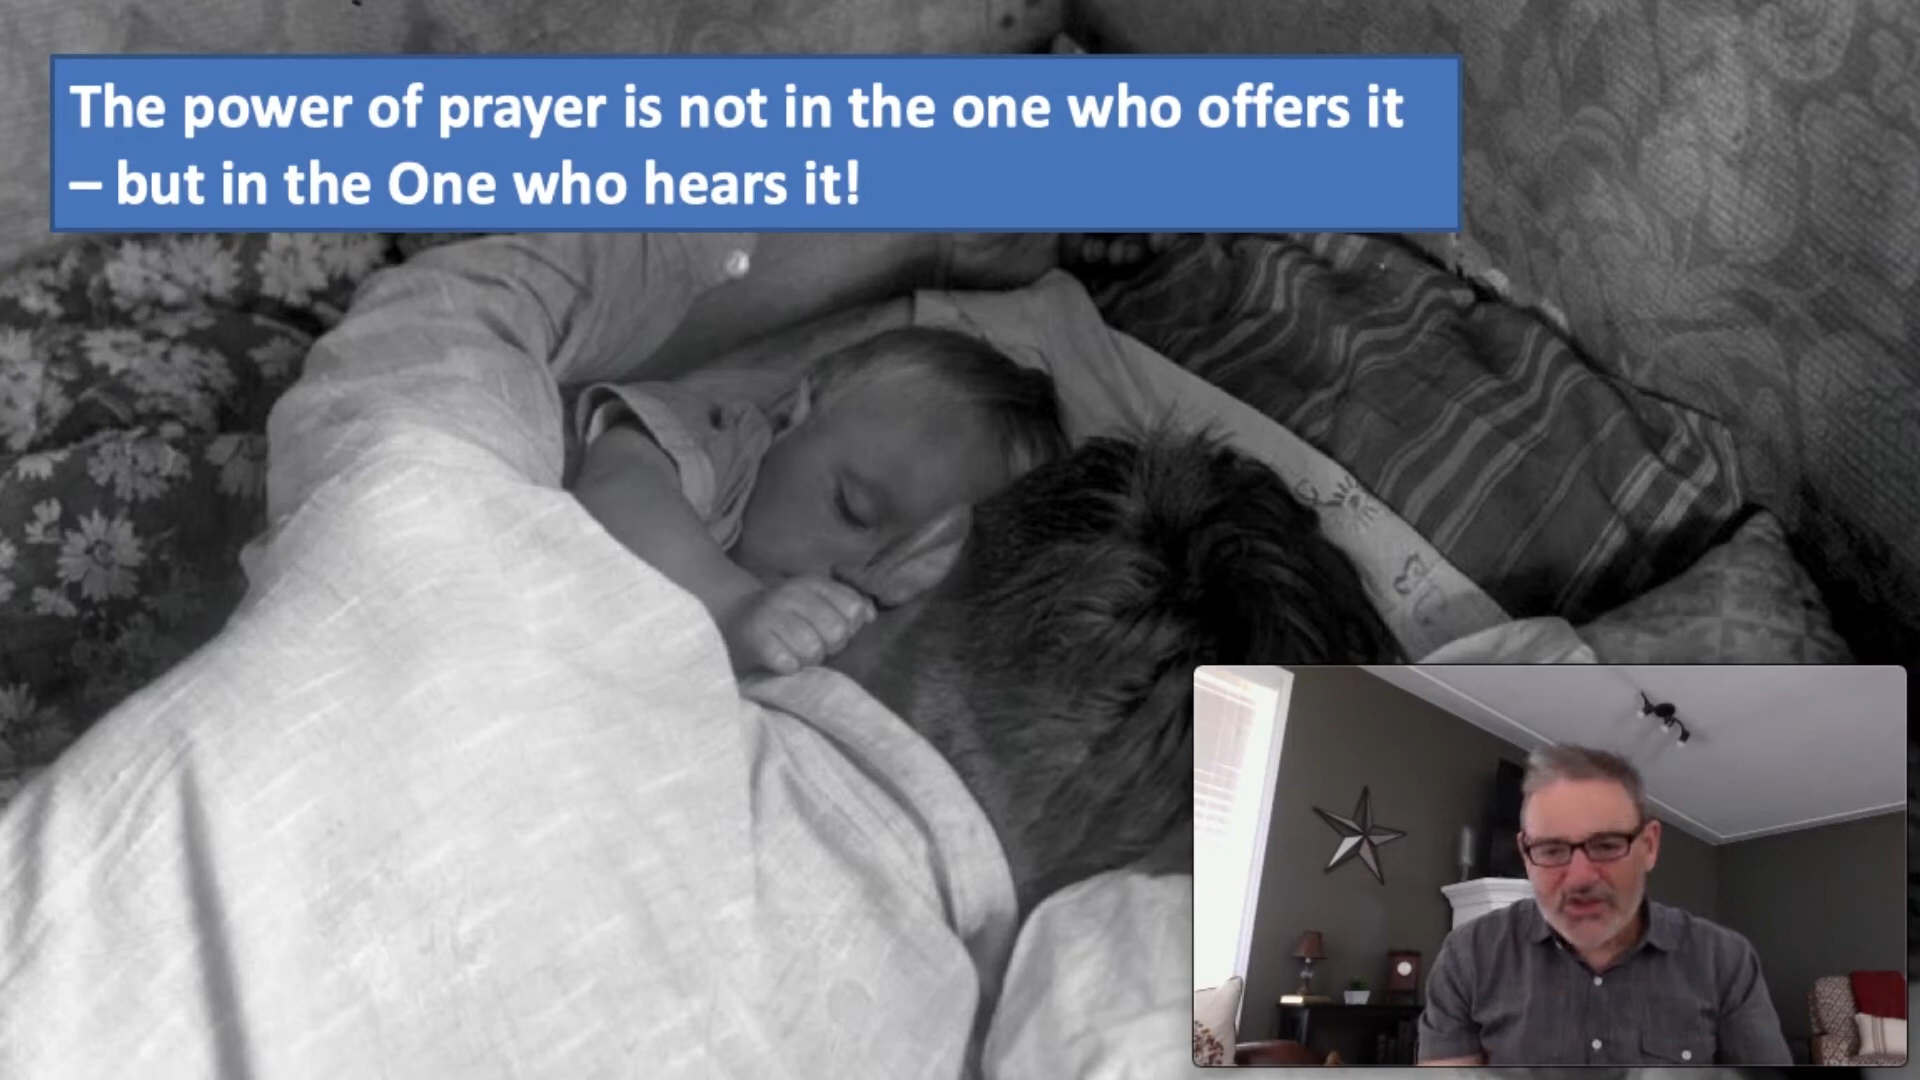 The power of prayer is not in the one who offers it
– but in the One who hears it!